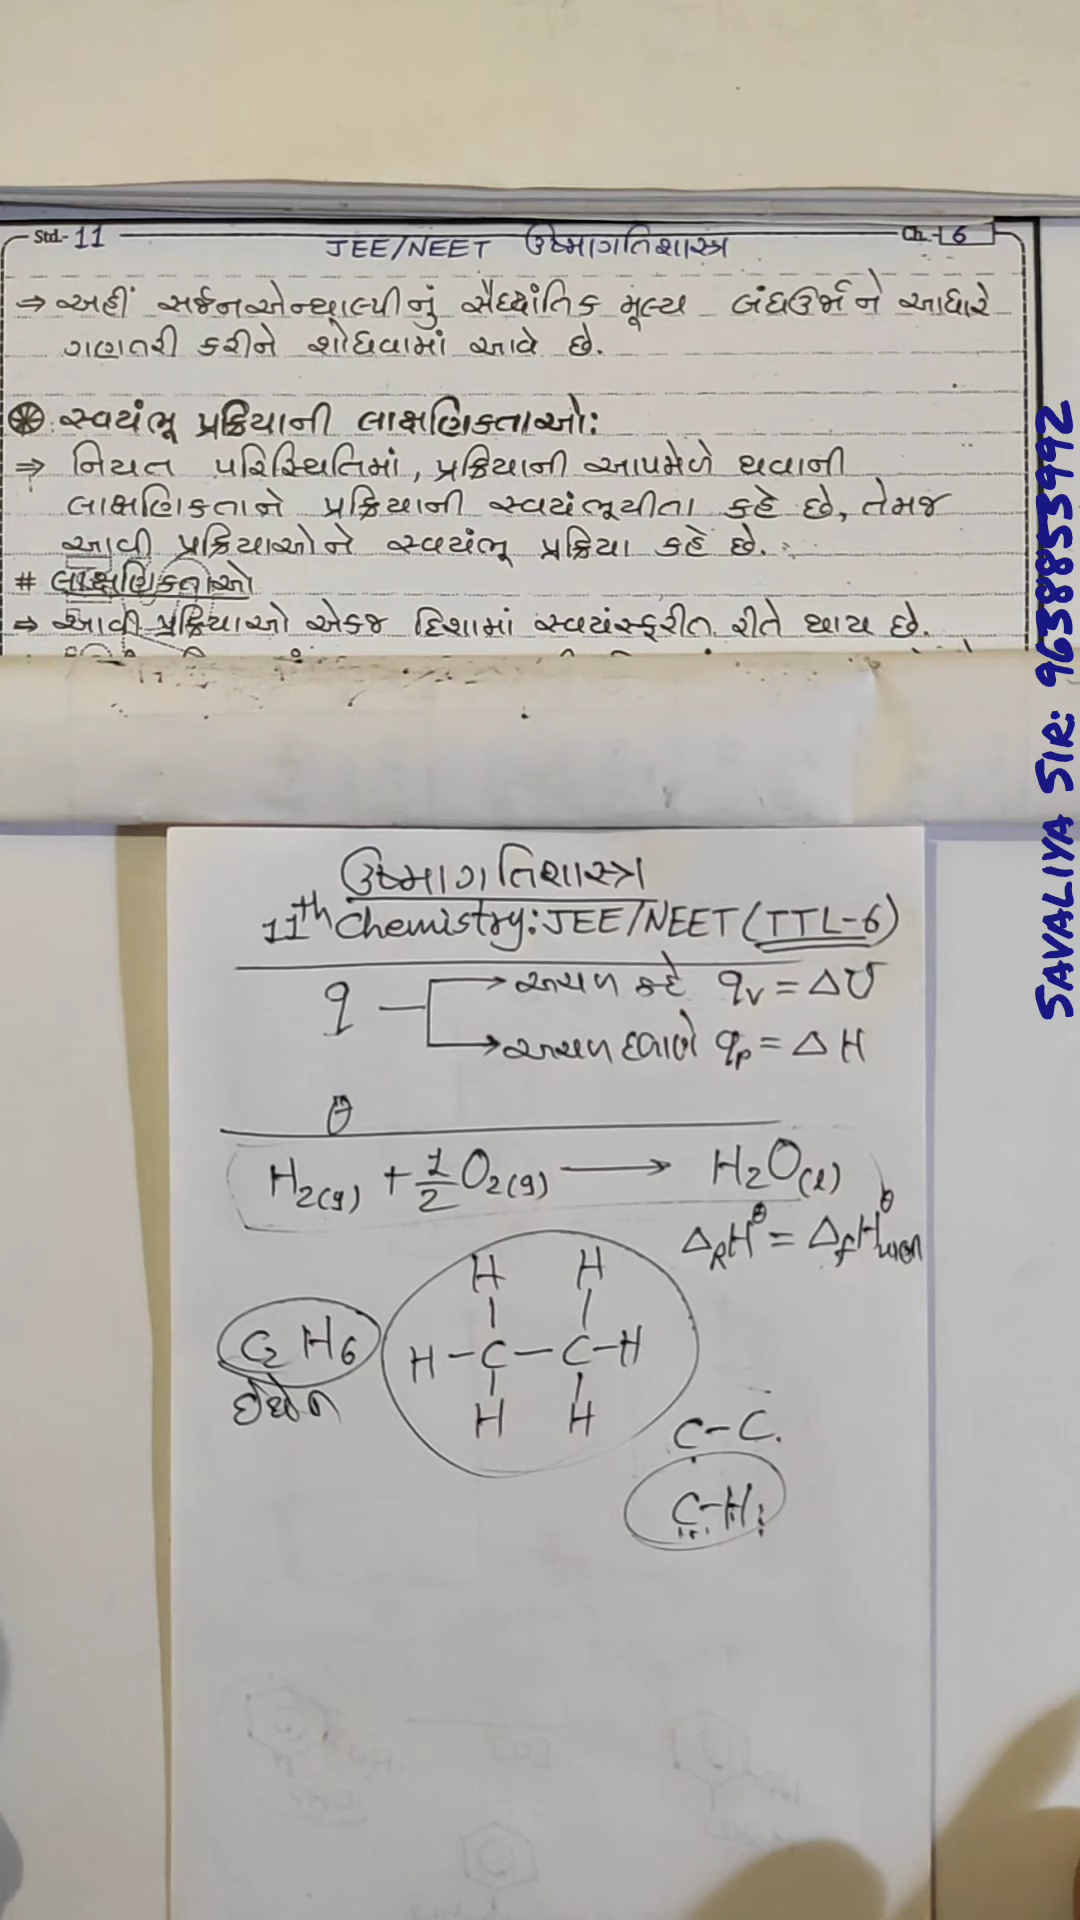 Std.- 11
JEE/NEET ઉષ્માગતિશાસ્ત્ર
Ch.- 6
⇒ અહીં સર્જનએન્થાલ્પીનું સૈદ્ધાંતિક મૂલ્ય બંધઉર્જાને આધારે
ગણતરી કરીને શોધવામાં આવે છે.
સ્વયંભૂ પ્રક્રિયાની લાક્ષણિકતાઓ:
⇒ નિયત પરિસ્થિતિમાં, પ્રક્રિયાની આપમેળે થવાની
લાક્ષણિકતાને પ્રક્રિયાની સ્વયંભૂયીતા કહે છે, તેમજ
આવી પ્રક્રિયાઓને સ્વયંભૂ પ્રક્રિયા કહે છે.
# લાક્ષણિકતાઓ
⇒ આવી પ્રક્રિયાઓ એકજ દિશામાં સ્વયંસ્ફુરીત રીતે થાય છે.
SAVALIYA SIR: 9638853992
ઉષ્માગતિશાસ્ત્ર
11th Chemistry: JEE/NEET (TTL-6)
q → અચળ કદે qv = ΔU
→ અચળ દબાણે qp = ΔH
θ
H2(g) + 1/2 O2(g) ⟶ H2O(l)
ΔRH^θ = ΔfH^θ
H H
C2H6
H-C-C-H
ઈથેન
H H
C-C.
C-H: